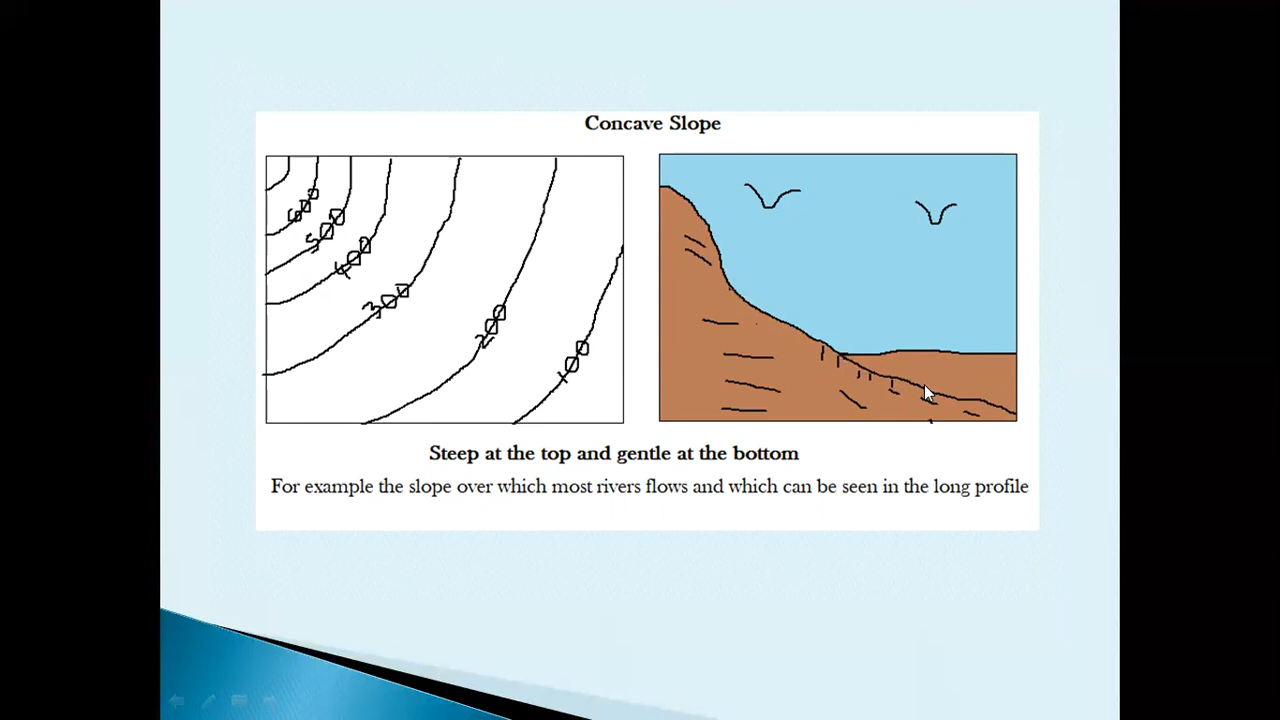 Concave Slope
600
500
400
300
200
100
Steep at the top and gentle at the bottom
For example the slope over which most rivers flows and which can be seen in the long profile